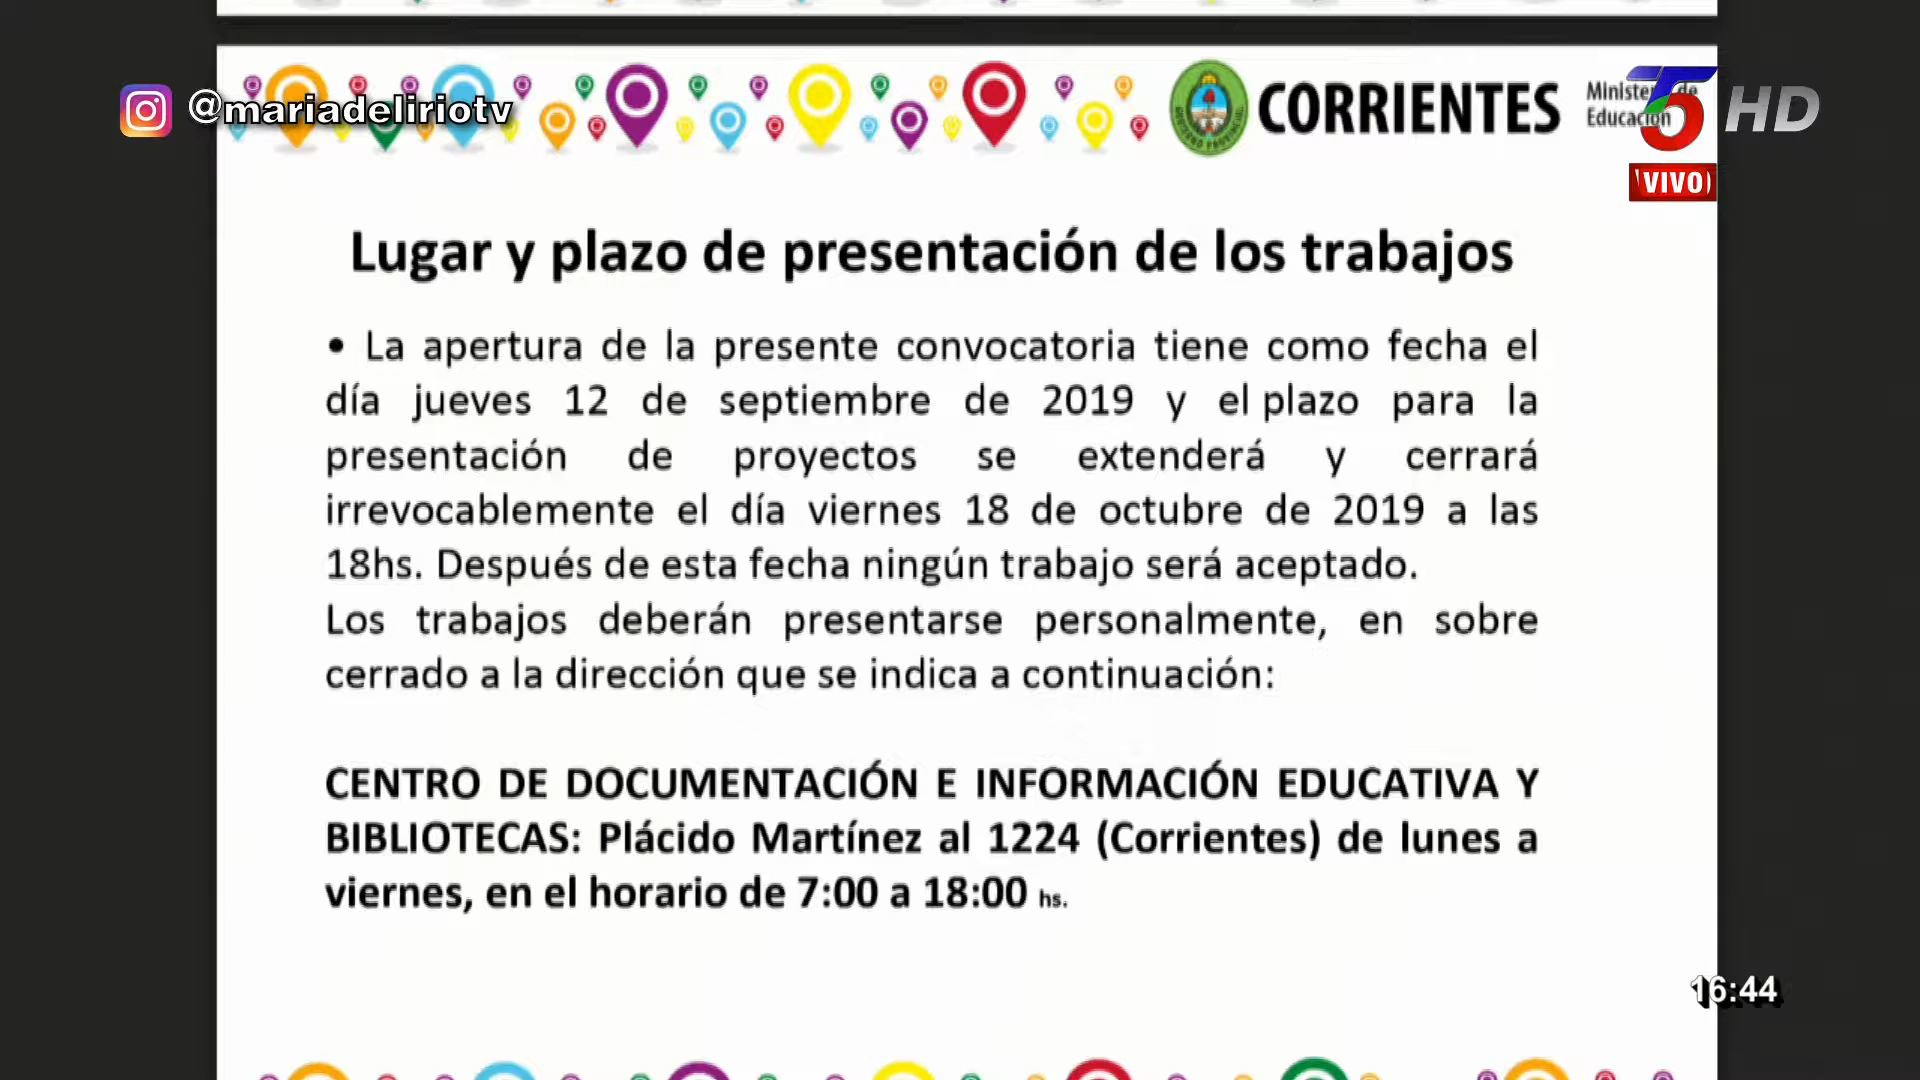 @mariadeliriotv
CORRIENTES
Ministerio de
Educación
5 HD
VIVO
Lugar y plazo de presentación de los trabajos
• La apertura de la presente convocatoria tiene como fecha el
día jueves 12 de septiembre de 2019 y el plazo para la
presentación de proyectos se extenderá y cerrará
irrevocablemente el día viernes 18 de octubre de 2019 a las
18hs. Después de esta fecha ningún trabajo será aceptado.
Los trabajos deberán presentarse personalmente, en sobre
cerrado a la dirección que se indica a continuación:
CENTRO DE DOCUMENTACIÓN E INFORMACIÓN EDUCATIVA Y
BIBLIOTECAS: Plácido Martínez al 1224 (Corrientes) de lunes a
viernes, en el horario de 7:00 a 18:00 hs.
16:44